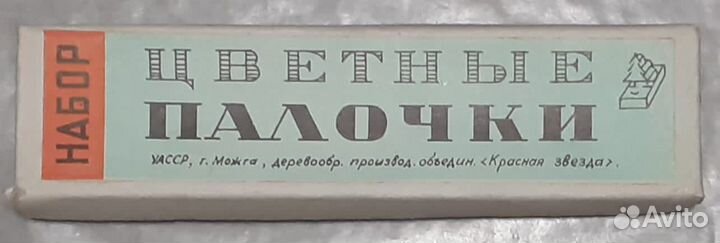 НАБОР
ЦВЕТНЫЕ
ПАЛОЧКИ
УАССР, г. Можга, деревообр. производ. объедин. <Красная звезда>.
Avito